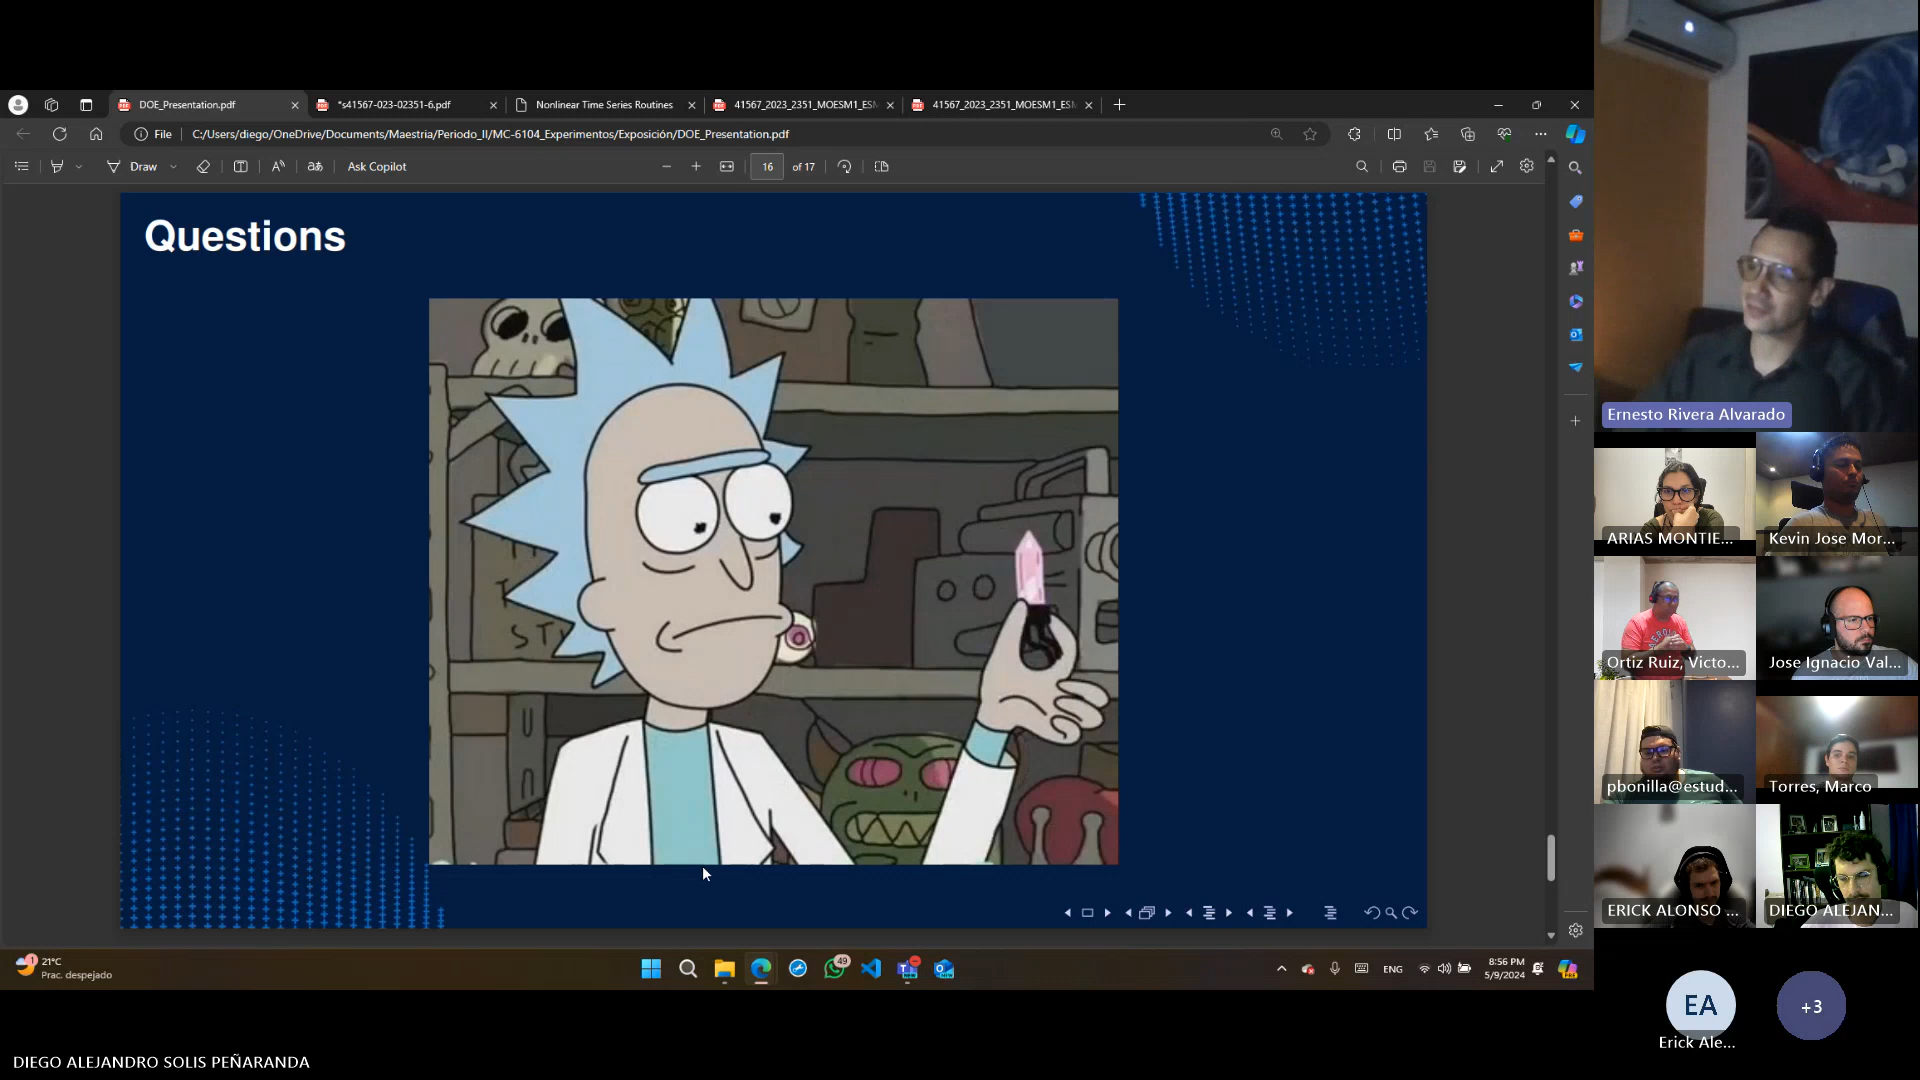 DOE_Presentation.pdf
*s41567-023-02351-6.pdf
Nonlinear Time Series Routines
41567_2023_2351_MOESM1_ESM
41567_2023_2351_MOESM1_ESM
File
C:/Users/diego/OneDrive/Documents/Maestria/Periodo_II/MC-6104_Experimentos/Exposición/DOE_Presentation.pdf
Draw
Ask Copilot
16 of 17
Questions
Ernesto Rivera Alvarado
ARIAS MONTIE...
Kevin Jose Mor...
Ortiz Ruiz, Victo...
Jose Ignacio Val...
pbonilla@estud...
Torres, Marco
ERICK ALONSO ...
DIEGO ALEJAN...
EA
Erick Ale...
+3
1
21°C
Prac. despejado
49
ENG
8:56 PM
5/9/2024
DIEGO ALEJANDRO SOLIS PEÑARANDA